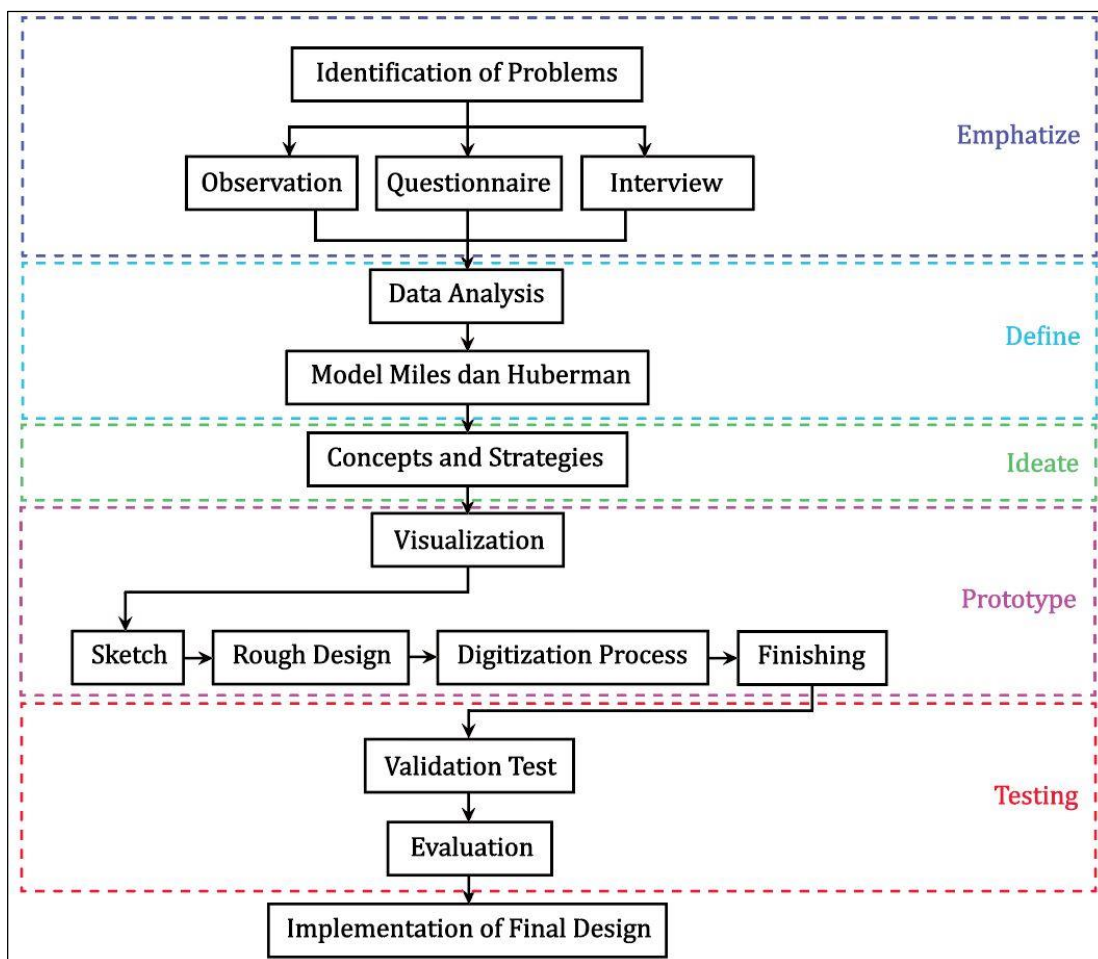 Identification of Problems
Emphatize
Observation
Questionnaire
Interview
Data Analysis
Define
Model Miles dan Huberman
Concepts and Strategies
Ideate
Visualization
Prototype
Sketch
Rough Design
Digitization Process
Finishing
Validation Test
Testing
Evaluation
Implementation of Final Design